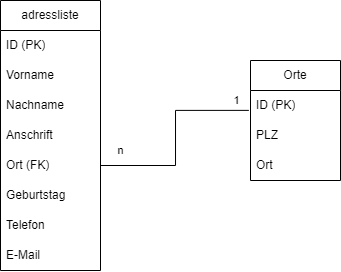 adressliste
ID (PK)
Vorname
Nachname
Anschrift
Ort (FK)
Geburtstag
Telefon
E-Mail
n
1
Orte
ID (PK)
PLZ
Ort